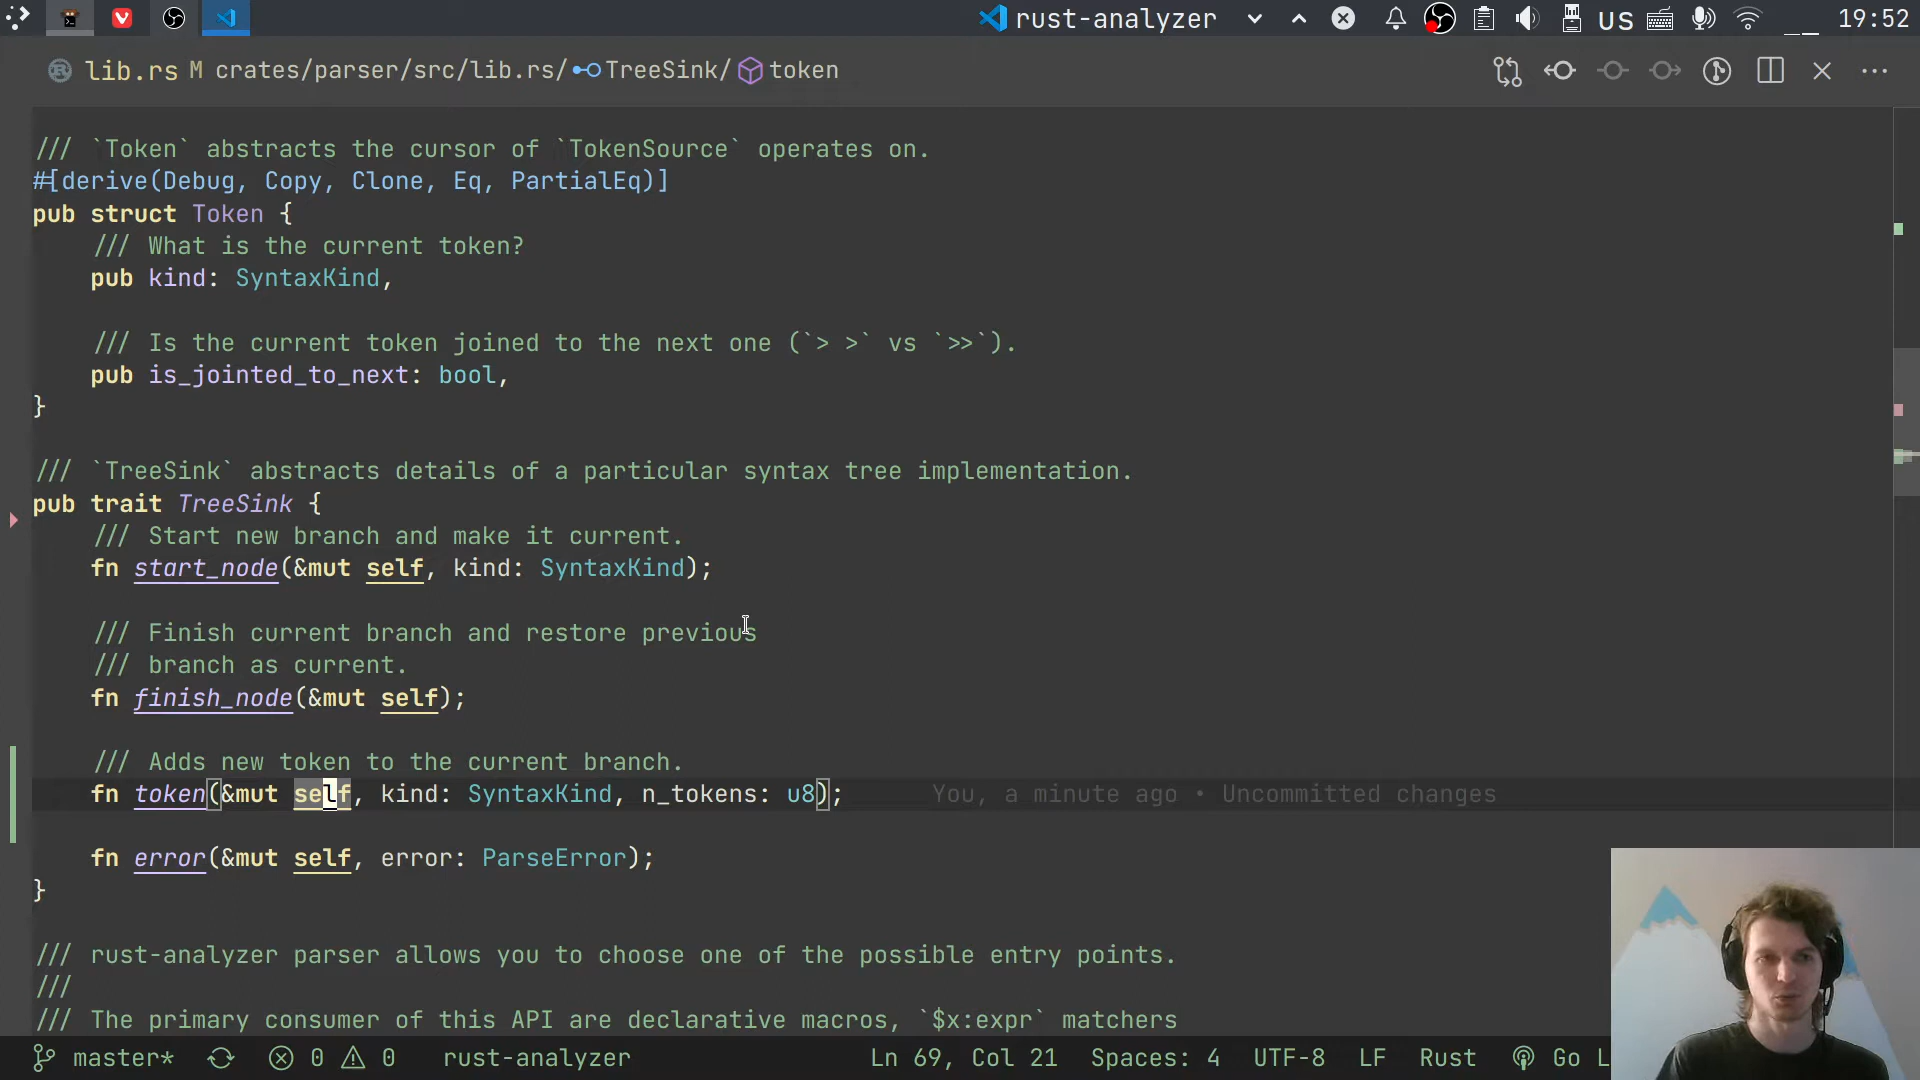 rust-analyzer
US
19:52
lib.rs M crates/parser/src/lib.rs/ TreeSink/ token
/// `Token` abstracts the cursor of `TokenSource` operates on.
#[derive(Debug, Copy, Clone, Eq, PartialEq)]
pub struct Token {
/// What is the current token?
pub kind: SyntaxKind,
/// Is the current token joined to the next one (`> >` vs `>>`).
pub is_jointed_to_next: bool,
}
/// `TreeSink` abstracts details of a particular syntax tree implementation.
pub trait TreeSink {
/// Start new branch and make it current.
fn start_node(&mut self, kind: SyntaxKind);
/// Finish current branch and restore previous
/// branch as current.
fn finish_node(&mut self);
/// Adds new token to the current branch.
fn token(&mut self, kind: SyntaxKind, n_tokens: u8); You, a minute ago • Uncommitted changes
fn error(&mut self, error: ParseError);
}
/// rust-analyzer parser allows you to choose one of the possible entry points.
///
/// The primary consumer of this API are declarative macros, `$x:expr` matchers
master* 0 0 rust-analyzer Ln 69, Col 21 Spaces: 4 UTF-8 LF Rust Go L